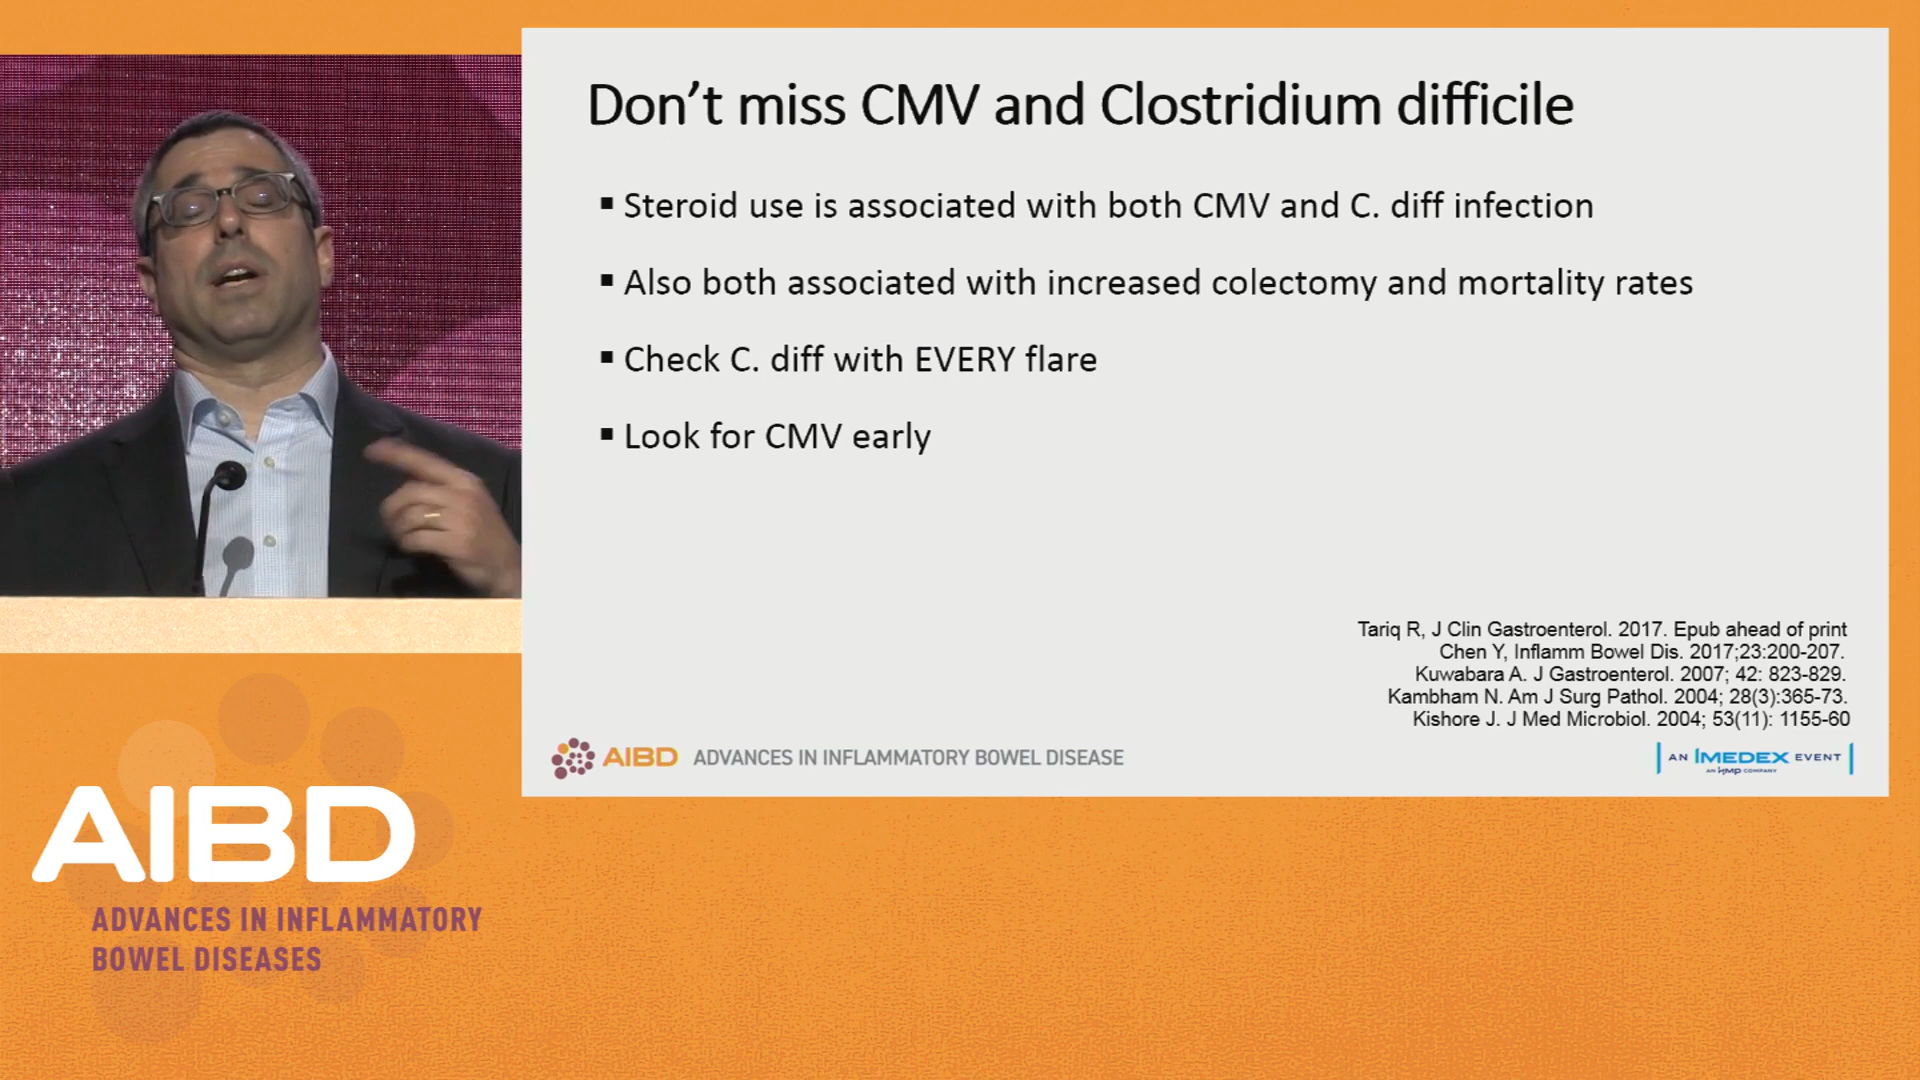 Don’t miss CMV and Clostridium difficile
▪ Steroid use is associated with both CMV and C. diff infection
▪ Also both associated with increased colectomy and mortality rates
▪ Check C. diff with EVERY flare
▪ Look for CMV early
Tariq R, J Clin Gastroenterol. 2017. Epub ahead of print
Chen Y, Inflamm Bowel Dis. 2017;23:200-207.
Kuwabara A. J Gastroenterol. 2007; 42: 823-829.
Kambham N. Am J Surg Pathol. 2004; 28(3):365-73.
Kishore J. J Med Microbiol. 2004; 53(11): 1155-60
AIBD ADVANCES IN INFLAMMATORY BOWEL DISEASE
AN IMEDEX EVENT
AN hmp COMPANY
AIBD
ADVANCES IN INFLAMMATORY
BOWEL DISEASES